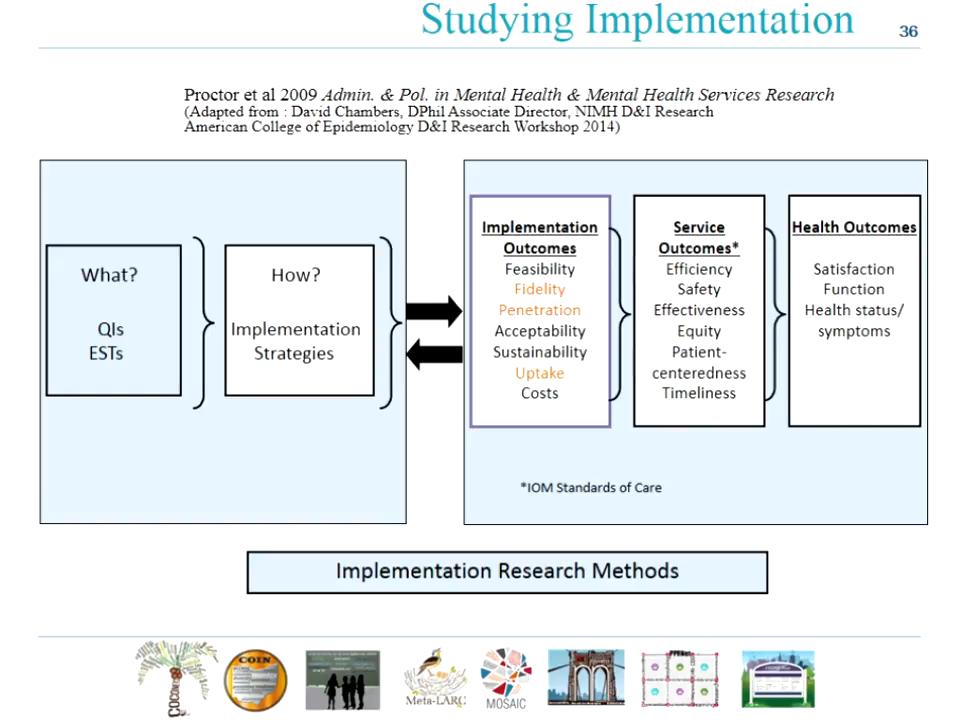 Studying Implementation
36
Proctor et al 2009 Admin. & Pol. in Mental Health & Mental Health Services Research
(Adapted from : David Chambers, DPhil Associate Director, NIMH D&I Research
American College of Epidemiology D&I Research Workshop 2014)
What?
QIs
ESTs
How?
Implementation
Strategies
Implementation
Outcomes
Feasibility
Fidelity
Penetration
Acceptability
Sustainability
Uptake
Costs
Service
Outcomes*
Efficiency
Safety
Effectiveness
Equity
Patient-
centeredness
Timeliness
Health Outcomes
Satisfaction
Function
Health status/
symptoms
*IOM Standards of Care
Implementation Research Methods
COCONet
COIN
Meta-LARC
MOSAIC
PPRNet